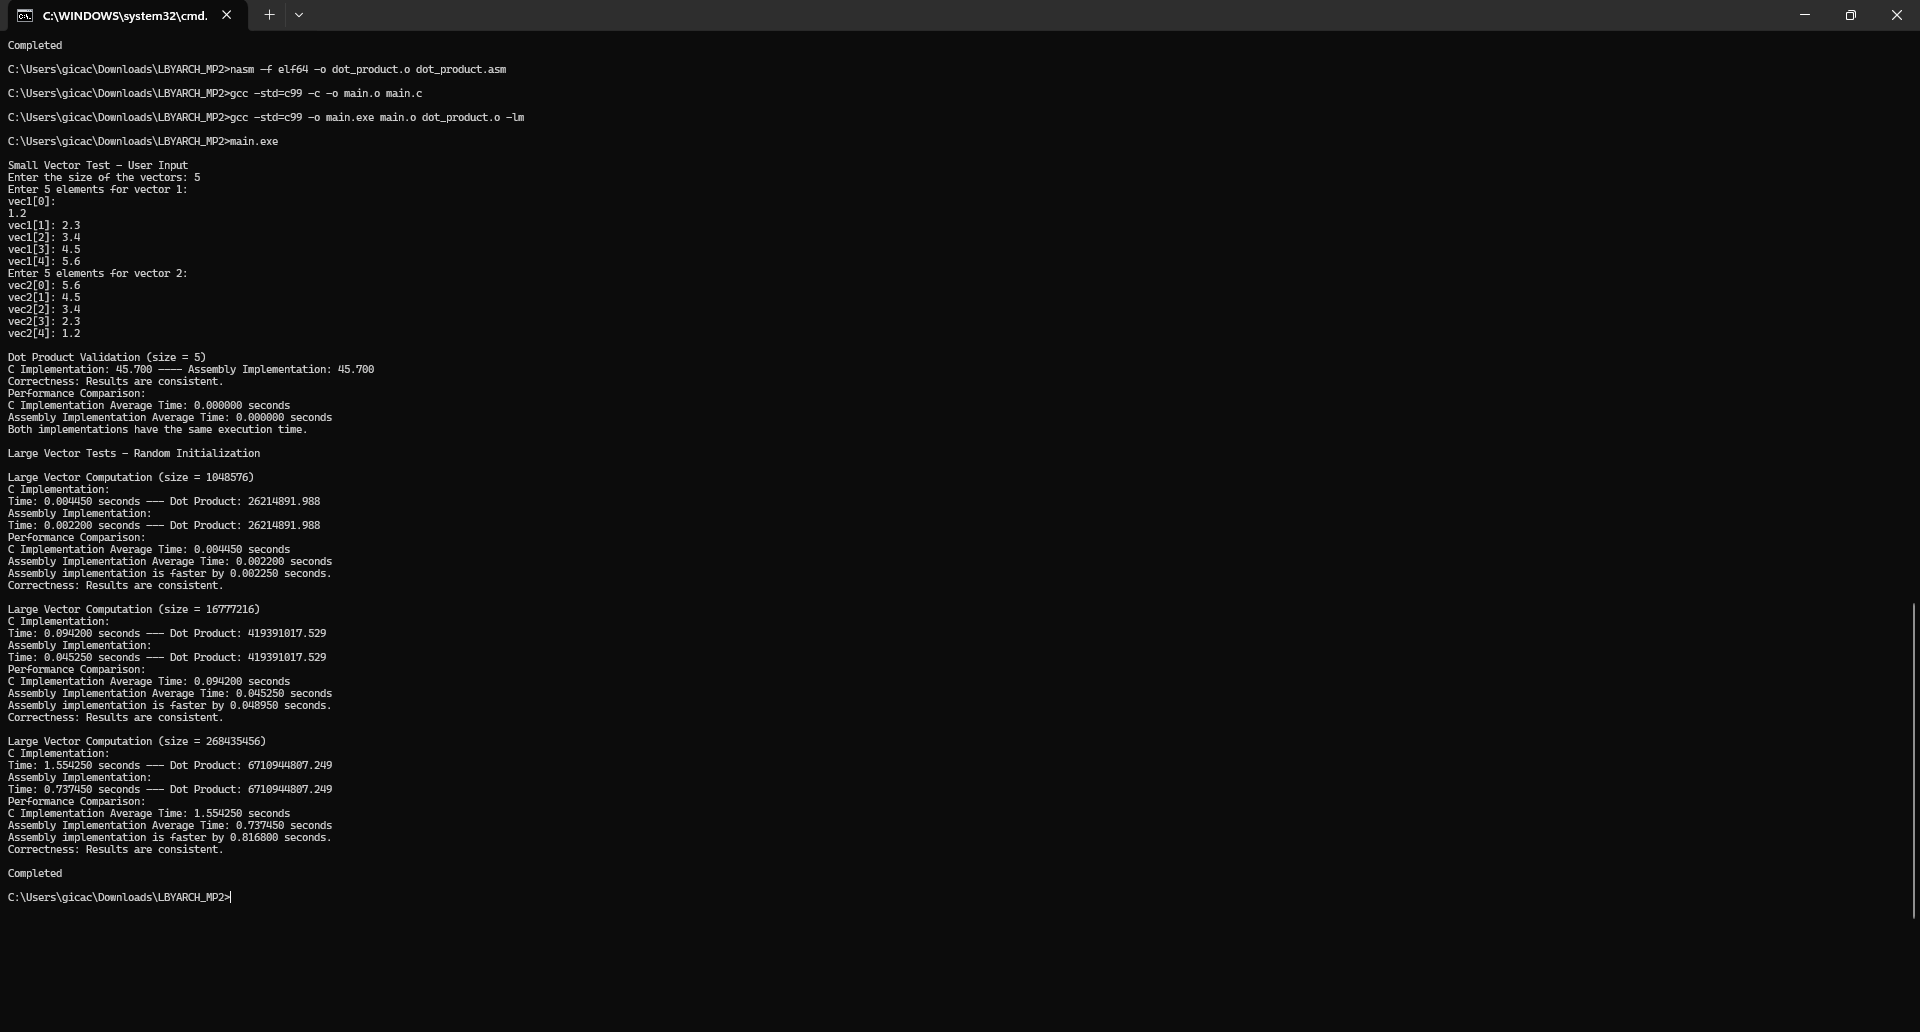 C:\WINDOWS\system32\cmd.
Completed
C:\Users\gicac\Downloads\LBYARCH_MP2>nasm -f elf64 -o dot_product.o dot_product.asm
C:\Users\gicac\Downloads\LBYARCH_MP2>gcc -std=c99 -c -o main.o main.c
C:\Users\gicac\Downloads\LBYARCH_MP2>gcc -std=c99 -o main.exe main.o dot_product.o -lm
C:\Users\gicac\Downloads\LBYARCH_MP2>main.exe
Small Vector Test - User Input
Enter the size of the vectors: 5
Enter 5 elements for vector 1:
vec1[0]:
1.2
vec1[1]: 2.3
vec1[2]: 3.4
vec1[3]: 4.5
vec1[4]: 5.6
Enter 5 elements for vector 2:
vec2[0]: 5.6
vec2[1]: 4.5
vec2[2]: 3.4
vec2[3]: 2.3
vec2[4]: 1.2
Dot Product Validation (size = 5)
C Implementation: 45.700 ---- Assembly Implementation: 45.700
Correctness: Results are consistent.
Performance Comparison:
C Implementation Average Time: 0.000000 seconds
Assembly Implementation Average Time: 0.000000 seconds
Both implementations have the same execution time.
Large Vector Tests - Random Initialization
Large Vector Computation (size = 1048576)
C Implementation:
Time: 0.004450 seconds --- Dot Product: 26214891.988
Assembly Implementation:
Time: 0.002200 seconds --- Dot Product: 26214891.988
Performance Comparison:
C Implementation Average Time: 0.004450 seconds
Assembly Implementation Average Time: 0.002200 seconds
Assembly implementation is faster by 0.002250 seconds.
Correctness: Results are consistent.
Large Vector Computation (size = 16777216)
C Implementation:
Time: 0.094200 seconds --- Dot Product: 419391017.529
Assembly Implementation:
Time: 0.045250 seconds --- Dot Product: 419391017.529
Performance Comparison:
C Implementation Average Time: 0.094200 seconds
Assembly Implementation Average Time: 0.045250 seconds
Assembly implementation is faster by 0.048950 seconds.
Correctness: Results are consistent.
Large Vector Computation (size = 268435456)
C Implementation:
Time: 1.554250 seconds --- Dot Product: 6710944807.249
Assembly Implementation:
Time: 0.737450 seconds --- Dot Product: 6710944807.249
Performance Comparison:
C Implementation Average Time: 1.554250 seconds
Assembly Implementation Average Time: 0.737450 seconds
Assembly implementation is faster by 0.816800 seconds.
Correctness: Results are consistent.
Completed
C:\Users\gicac\Downloads\LBYARCH_MP2>